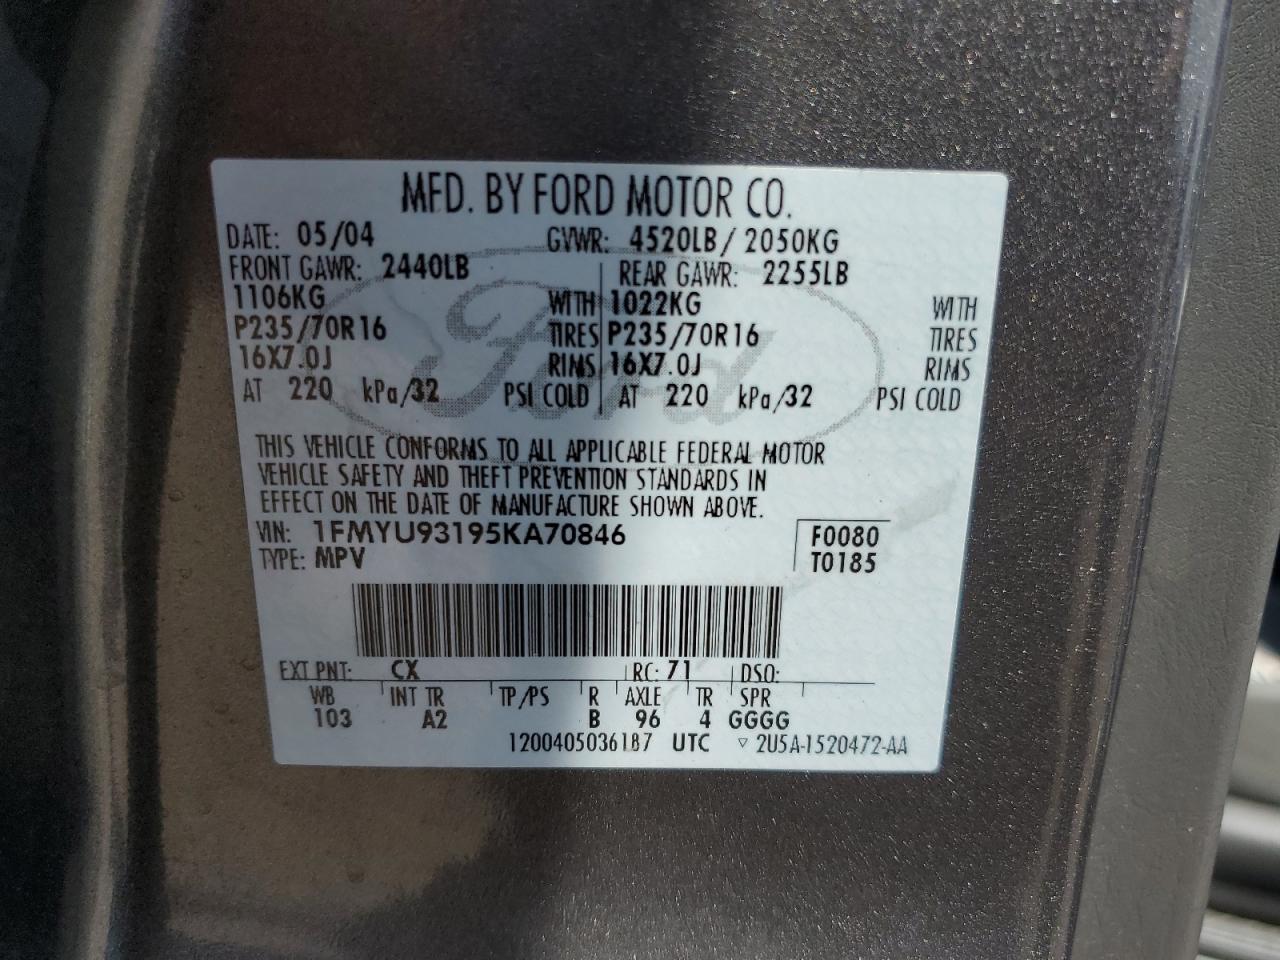 MFD. BY FORD MOTOR CO.
DATE: 05/04 GVWR: 4520LB / 2050KG
FRONT GAWR: 2440LB REAR GAWR: 2255LB
1106KG WITH 1022KG WITH
P235/70R16 TIRES P235/70R16 TIRES
16X7.0J RIMS 16X7.0J RIMS
AT 220 kPa/32 PSI COLD AT 220 kPa/32 PSI COLD
Ford
THIS VEHICLE CONFORMS TO ALL APPLICABLE FEDERAL MOTOR
VEHICLE SAFETY AND THEFT PREVENTION STANDARDS IN
EFFECT ON THE DATE OF MANUFACTURE SHOWN ABOVE.
VIN: 1FMYU93195KA70846 F0080
TYPE: MPV T0185
EXT PNT: CX RC: 71 DSO:
WB INT TR TP/PS R AXLE TR SPR
103 A2 B 96 4 GGGG
1200405036187 UTC ▽ 2U5A-1520472-AA